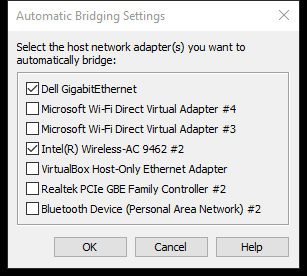 Automatic Bridging Settings
Select the host network adapter(s) you want to
automatically bridge:
Dell GigabitEthernet
Microsoft Wi-Fi Direct Virtual Adapter #4
Microsoft Wi-Fi Direct Virtual Adapter #3
Intel(R) Wireless-AC 9462 #2
VirtualBox Host-Only Ethernet Adapter
Realtek PCIe GBE Family Controller #2
Bluetooth Device (Personal Area Network) #2
OK Cancel Help